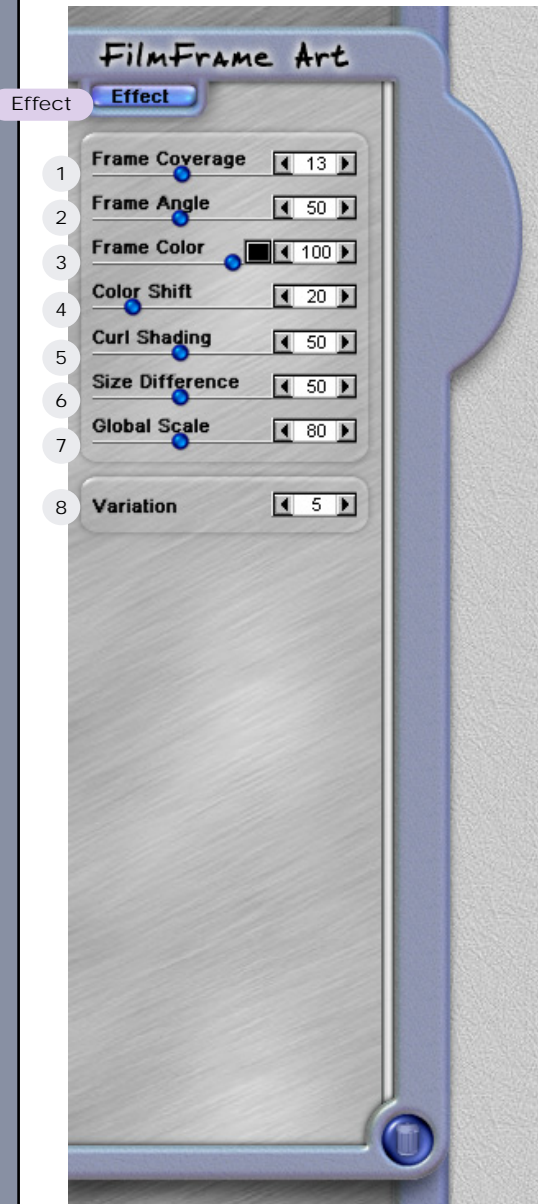 FilmFrame Art
Effect Effect
1 Frame Coverage 13
2 Frame Angle 50
3 Frame Color 100
4 Color Shift 20
5 Curl Shading 50
6 Size Difference 50
7 Global Scale 80
8 Variation 5